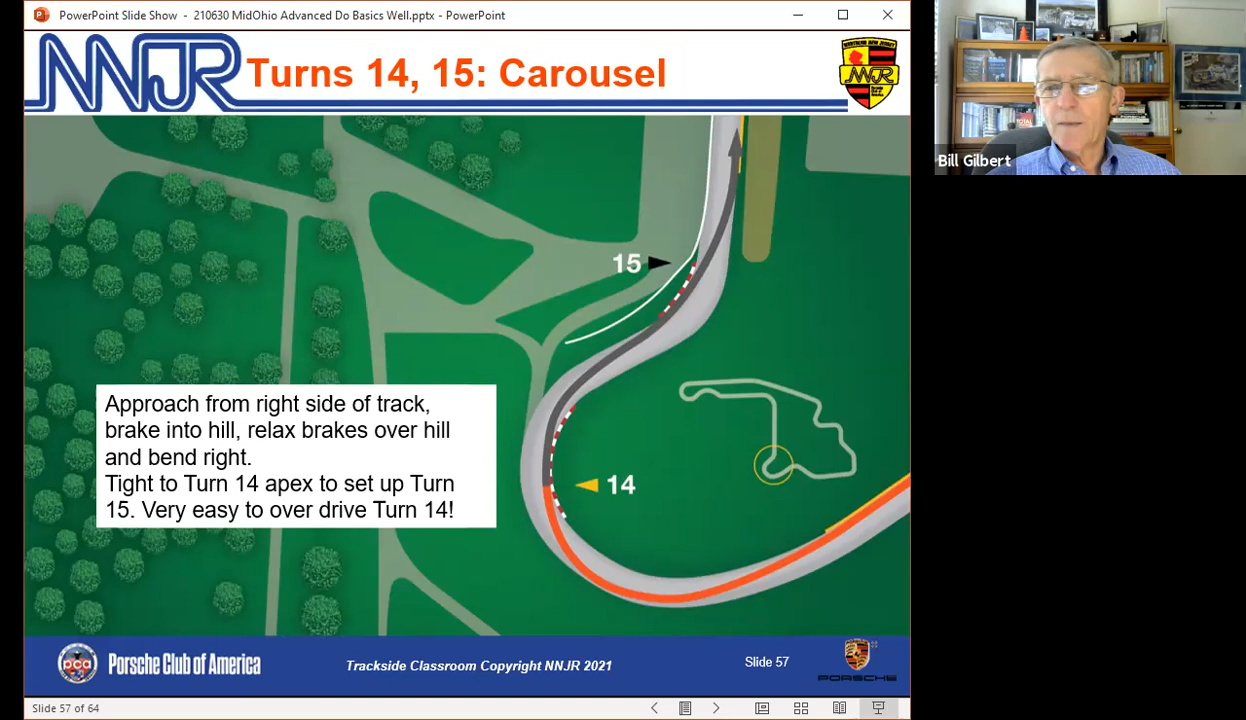 PowerPoint Slide Show - 210630 MidOhio Advanced Do Basics Well.pptx - PowerPoint
NNJR
Turns 14, 15: Carousel
NNJR
Bill Gilbert
15
14
Approach from right side of track,
brake into hill, relax brakes over hill
and bend right.
Tight to Turn 14 apex to set up Turn
15. Very easy to over drive Turn 14!
pca
Porsche Club of America
Trackside Classroom Copyright NNJR 2021
Slide 57
PORSCHE
Slide 57 of 64